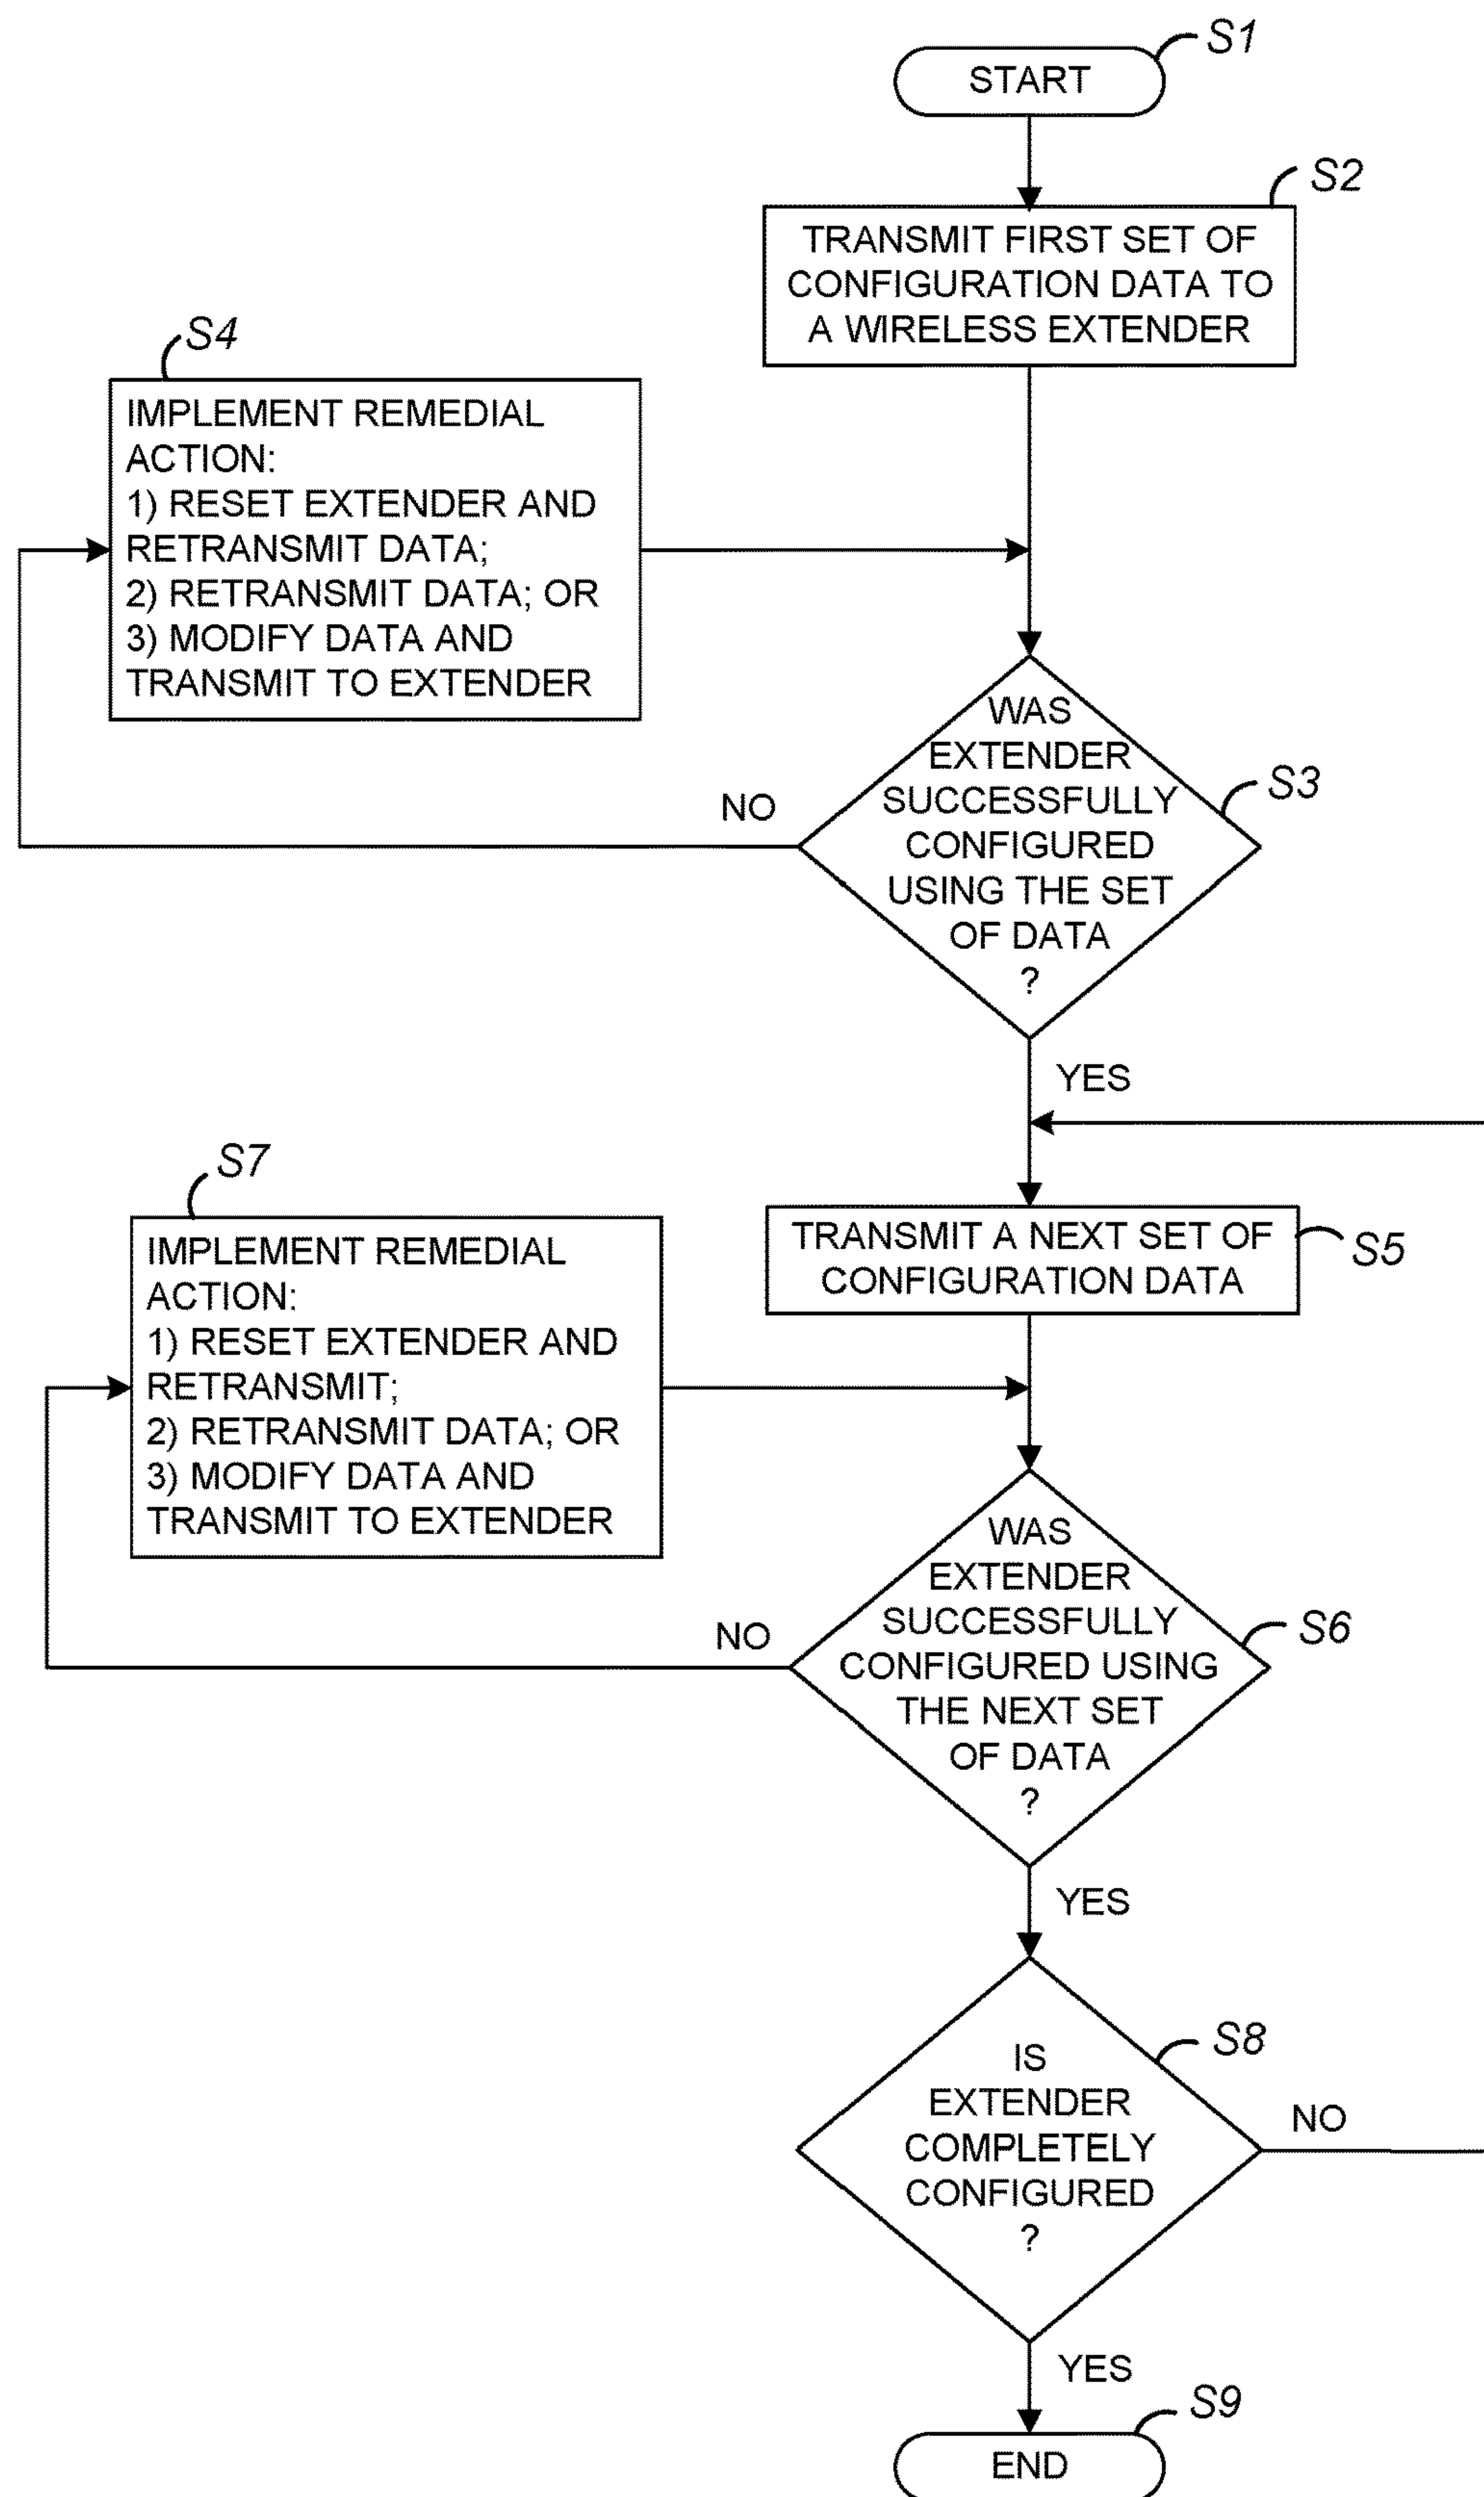 S1
START
S2
TRANSMIT FIRST SET OF
CONFIGURATION DATA TO
A WIRELESS EXTENDER
S4
IMPLEMENT REMEDIAL
ACTION:
1) RESET EXTENDER AND
RETRANSMIT DATA;
2) RETRANSMIT DATA; OR
3) MODIFY DATA AND
TRANSMIT TO EXTENDER
WAS
EXTENDER
SUCCESSFULLY
CONFIGURED
USING THE SET
OF DATA
?
S3
NO
YES
S7
IMPLEMENT REMEDIAL
ACTION:
1) RESET EXTENDER AND
RETRANSMIT;
2) RETRANSMIT DATA; OR
3) MODIFY DATA AND
TRANSMIT TO EXTENDER
TRANSMIT A NEXT SET OF
CONFIGURATION DATA
S5
WAS
EXTENDER
SUCCESSFULLY
CONFIGURED USING
THE NEXT SET
OF DATA
?
S6
NO
YES
IS
EXTENDER
COMPLETELY
CONFIGURED
?
S8
NO
YES
S9
END